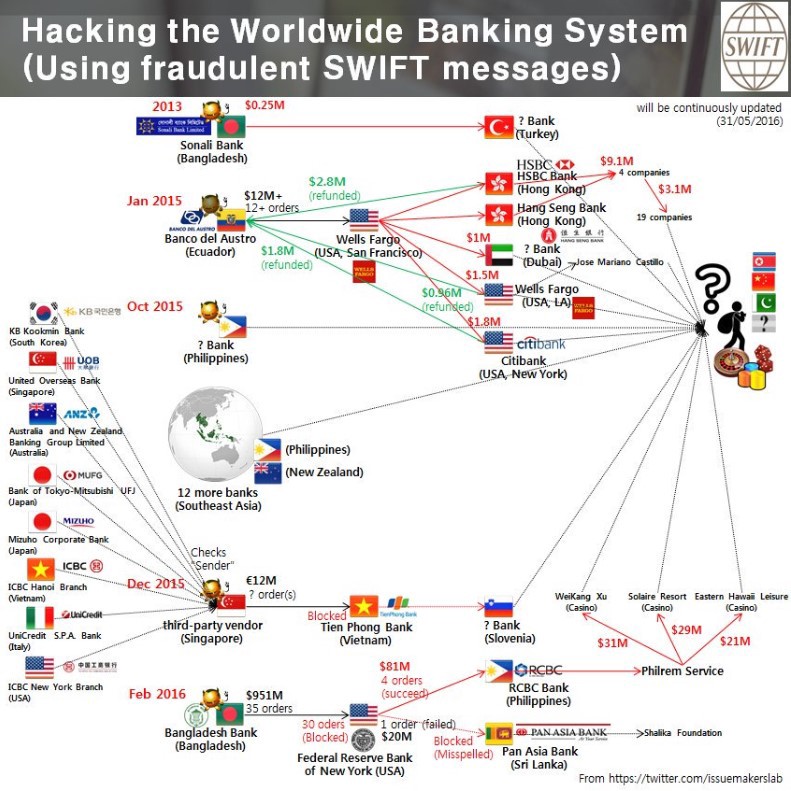 Hacking the Worldwide Banking System
(Using fraudulent SWIFT messages)
SWIFT
will be continuously updated
(31/05/2016)
2013
$0.25M
Sonali Bank Limited
Sonali Bank
(Bangladesh)
? Bank
(Turkey)
Jan 2015
$12M+
12+ orders
BANCO DEL AUSTRO
Banco del Austro
(Ecuador)
$2.8M
(refunded)
$1.8M
(refunded)
Wells Fargo
(USA, San Francisco)
WELLS
FARGO
HSBC
HSBC Bank
(Hong Kong)
$9.1M
4 companies
$3.1M
19 companies
Hang Seng Bank
(Hong Kong)
恒生銀行
HANG SENG BANK
$1M
? Bank
(Dubai)
Jose Mariano Castillo
$1.5M
Wells Fargo
(USA, LA)
WELLS
FARGO
$0.96M
(refunded)
$1.8M
citibank
Citibank
(USA, New York)
?
?
Oct 2015
? Bank
(Philippines)
KB국민은행
KB Kookmin Bank
(South Korea)
UOB
大華銀行
United Overseas Bank
(Singapore)
ANZ
Australia and New Zealand
Banking Group Limited
(Australia)
MUFG
Bank of Tokyo-Mitsubishi UFJ
(Japan)
MIZUHO
Mizuho Corporate Bank
(Japan)
ICBC
ICBC Hanoi Branch
(Vietnam)
UniCredit
UniCredit S.P.A. Bank
(Italy)
中国工商银行
ICBC New York Branch
(USA)
(Philippines)
(New Zealand)
12 more banks
(Southeast Asia)
Checks
"Sender"
Dec 2015
€12M
? order(s)
third-party vendor
(Singapore)
Blocked
TienPhong Bank
Tien Phong Bank
(Vietnam)
? Bank
(Slovenia)
WeiKang Xu
(Casino)
Solaire Resort
(Casino)
Eastern Hawaii Leisure
(Casino)
$31M
$29M
$21M
Philrem Service
Feb 2016
$951M
35 orders
Bangladesh Bank
(Bangladesh)
$81M
4 orders
(succeed)
RCBC
RCBC Bank
(Philippines)
30 oders
(Blocked)
1 order (failed)
$20M
Federal Reserve Bank
of New York (USA)
Blocked
(Misspelled)
PAN ASIA BANK
Pan Asia Bank
(Sri Lanka)
Shalika Foundation
From https://twitter.com/issuemakerslab